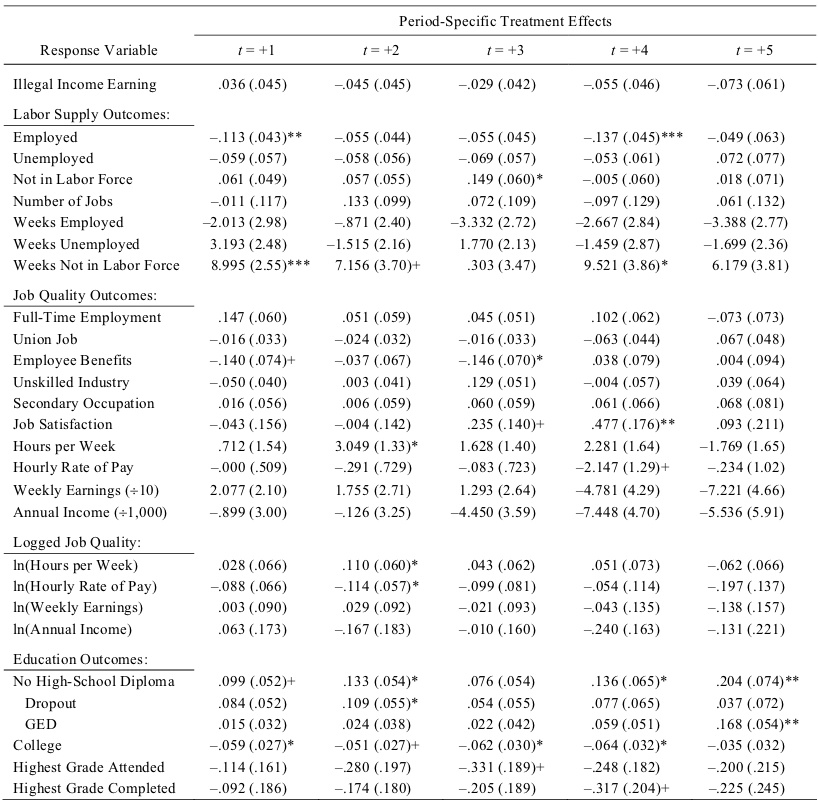 Period-Specific Treatment Effects
Response Variable t = +1 t = +2 t = +3 t = +4 t = +5
Illegal Income Earning .036 (.045) –.045 (.045) –.029 (.042) –.055 (.046) –.073 (.061)
Labor Supply Outcomes:
Employed –.113 (.043)** –.055 (.044) –.055 (.045) –.137 (.045)*** –.049 (.063)
Unemployed –.059 (.057) –.058 (.056) –.069 (.057) –.053 (.061) .072 (.077)
Not in Labor Force .061 (.049) .057 (.055) .149 (.060)* –.005 (.060) .018 (.071)
Number of Jobs –.011 (.117) .133 (.099) .072 (.109) –.097 (.129) .061 (.132)
Weeks Employed –2.013 (2.98) –.871 (2.40) –3.332 (2.72) –2.667 (2.84) –3.388 (2.77)
Weeks Unemployed 3.193 (2.48) –1.515 (2.16) 1.770 (2.13) –1.459 (2.87) –1.699 (2.36)
Weeks Not in Labor Force 8.995 (2.55)*** 7.156 (3.70)+ .303 (3.47) 9.521 (3.86)* 6.179 (3.81)
Job Quality Outcomes:
Full-Time Employment .147 (.060) .051 (.059) .045 (.051) .102 (.062) –.073 (.073)
Union Job –.016 (.033) –.024 (.032) –.016 (.033) –.063 (.044) .067 (.048)
Employee Benefits –.140 (.074)+ –.037 (.067) –.146 (.070)* .038 (.079) .004 (.094)
Unskilled Industry –.050 (.040) .003 (.041) .129 (.051) –.004 (.057) .039 (.064)
Secondary Occupation .016 (.056) .006 (.059) .060 (.059) .061 (.066) .068 (.081)
Job Satisfaction –.043 (.156) –.004 (.142) .235 (.140)+ .477 (.176)** .093 (.211)
Hours per Week .712 (1.54) 3.049 (1.33)* 1.628 (1.40) 2.281 (1.64) –1.769 (1.65)
Hourly Rate of Pay –.000 (.509) –.291 (.729) –.083 (.723) –2.147 (1.29)+ –.234 (1.02)
Weekly Earnings (÷10) 2.077 (2.10) 1.755 (2.71) 1.293 (2.64) –4.781 (4.29) –7.221 (4.66)
Annual Income (÷1,000) –.899 (3.00) –.126 (3.25) –4.450 (3.59) –7.448 (4.70) –5.536 (5.91)
Logged Job Quality:
ln(Hours per Week) .028 (.066) .110 (.060)* .043 (.062) .051 (.073) –.062 (.066)
ln(Hourly Rate of Pay) –.088 (.066) –.114 (.057)* –.099 (.081) –.054 (.114) –.197 (.137)
ln(Weekly Earnings) .003 (.090) .029 (.092) –.021 (.093) –.043 (.135) –.138 (.157)
ln(Annual Income) .063 (.173) –.167 (.183) –.010 (.160) –.240 (.163) –.131 (.221)
Education Outcomes:
No High-School Diploma .099 (.052)+ .133 (.054)* .076 (.054) .136 (.065)* .204 (.074)**
Dropout .084 (.052) .109 (.055)* .054 (.055) .077 (.065) .037 (.072)
GED .015 (.032) .024 (.038) .022 (.042) .059 (.051) .168 (.054)**
College –.059 (.027)* –.051 (.027)+ –.062 (.030)* –.064 (.032)* –.035 (.032)
Highest Grade Attended –.114 (.161) –.280 (.197) –.331 (.189)+ –.248 (.182) –.200 (.215)
Highest Grade Completed –.092 (.186) –.174 (.180) –.205 (.189) –.317 (.204)+ –.225 (.245)